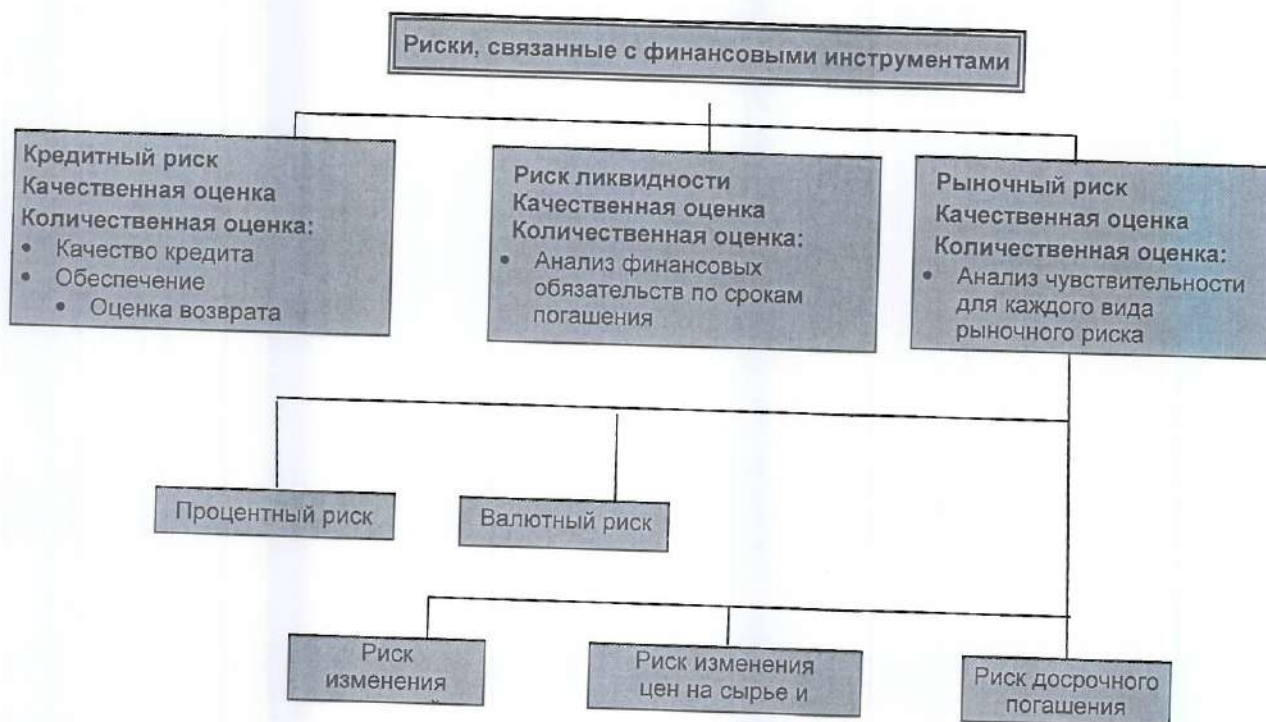 Риски, связанные с финансовыми инструментами
Кредитный риск
Качественная оценка
Количественная оценка:
• Качество кредита
• Обеспечение
• Оценка возврата
Риск ликвидности
Качественная оценка
Количественная оценка:
• Анализ финансовых
обязательств по срокам
погашения
Рыночный риск
Качественная оценка
Количественная оценка:
• Анализ чувствительности
для каждого вида
рыночного риска
Процентный риск
Валютный риск
Риск
изменения
Риск изменения
цен на сырье и
Риск досрочного
погашения